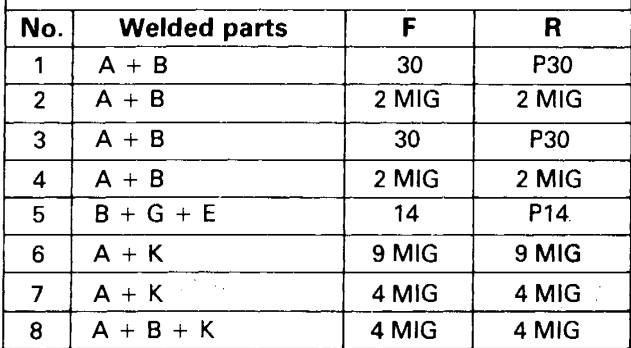 No. Welded parts F R
1 A + B 30 P30
2 A + B 2 MIG 2 MIG
3 A + B 30 P30
4 A + B 2 MIG 2 MIG
5 B + G + E 14 P14
6 A + K 9 MIG 9 MIG
7 A + K 4 MIG 4 MIG
8 A + B + K 4 MIG 4 MIG